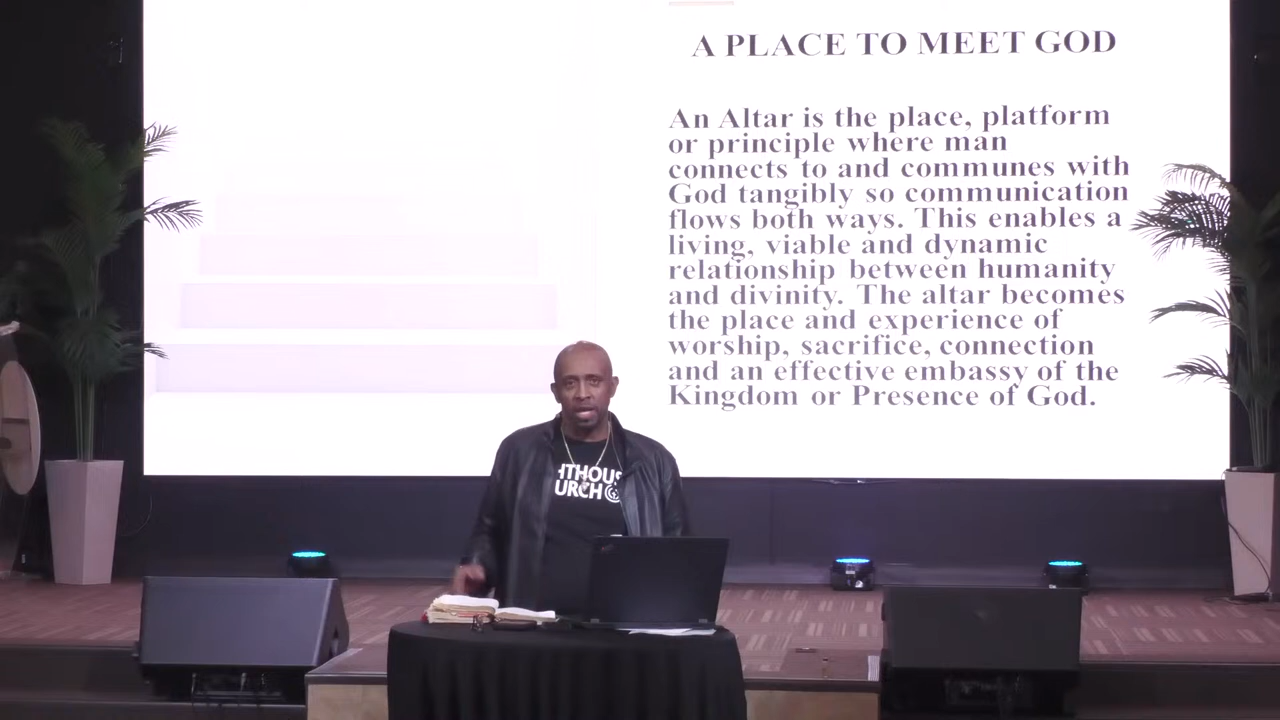 A PLACE TO MEET GOD
An Altar is the place, platform
or principle where man
connects to and communes with
God tangibly so communication
flows both ways. This enables a
living, viable and dynamic
relationship between humanity
and divinity. The altar becomes
the place and experience of
worship, sacrifice, connection
and an effective embassy of the
Kingdom or Presence of God.
HTHOUS
URCH